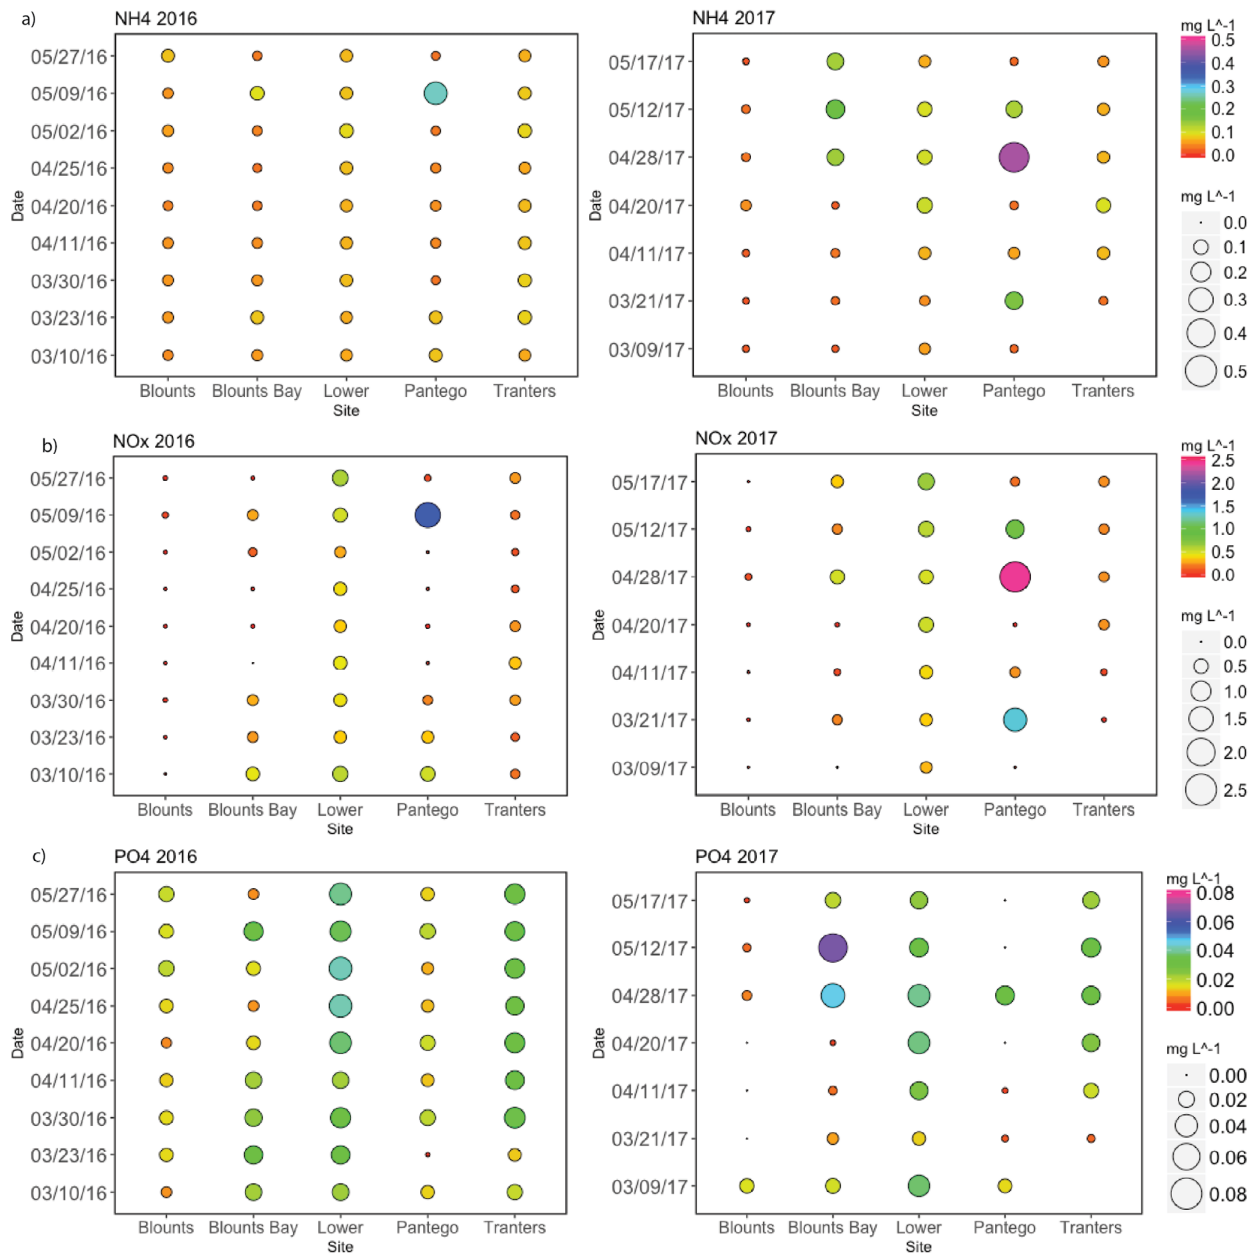 a)
NH4 2016
NH4 2017
05/27/16
05/09/16
05/02/16
04/25/16
04/20/16
04/11/16
03/30/16
03/23/16
03/10/16
Date
Blounts Blounts Bay Lower Pantego Tranters
Site
05/17/17
05/12/17
04/28/17
04/20/17
04/11/17
03/21/17
03/09/17
Date
Blounts Blounts Bay Lower Pantego Tranters
Site
mg L^-1
0.5
0.4
0.3
0.2
0.1
0.0
mg L^-1
0.0
0.1
0.2
0.3
0.4
0.5
b)
NOx 2016
NOx 2017
05/27/16
05/09/16
05/02/16
04/25/16
04/20/16
04/11/16
03/30/16
03/23/16
03/10/16
Date
Blounts Blounts Bay Lower Pantego Tranters
Site
05/17/17
05/12/17
04/28/17
04/20/17
04/11/17
03/21/17
03/09/17
Date
Blounts Blounts Bay Lower Pantego Tranters
Site
mg L^-1
2.5
2.0
1.5
1.0
0.5
0.0
mg L^-1
0.0
0.5
1.0
1.5
2.0
2.5
c)
PO4 2016
PO4 2017
05/27/16
05/09/16
05/02/16
04/25/16
04/20/16
04/11/16
03/30/16
03/23/16
03/10/16
Date
Blounts Blounts Bay Lower Pantego Tranters
Site
05/17/17
05/12/17
04/28/17
04/20/17
04/11/17
03/21/17
03/09/17
Date
Blounts Blounts Bay Lower Pantego Tranters
Site
mg L^-1
0.08
0.06
0.04
0.02
0.00
mg L^-1
0.00
0.02
0.04
0.06
0.08